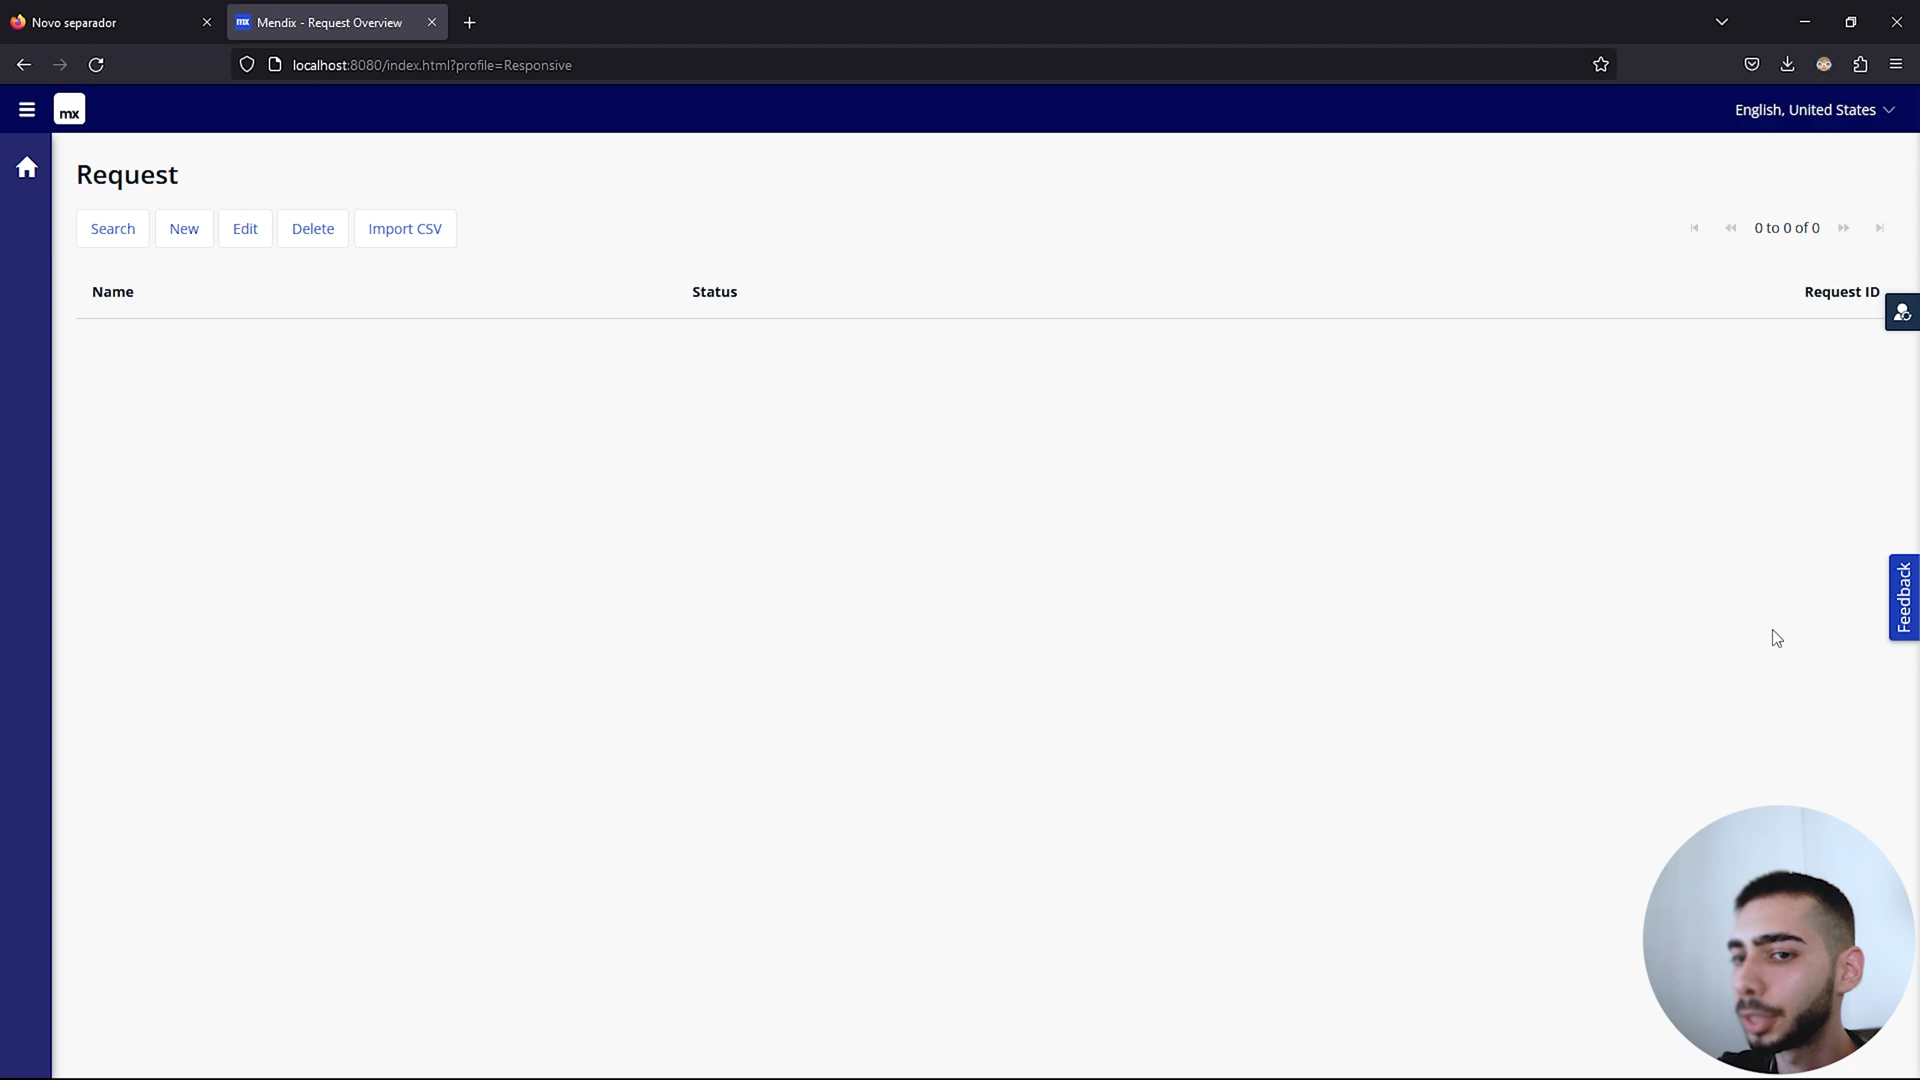 Novo separador
Mendix - Request Overview
localhost:8080/index.html?profile=Responsive
mx
English, United States
Request
Search New Edit Delete Import CSV
0 to 0 of 0
Name Status Request ID
Feedback